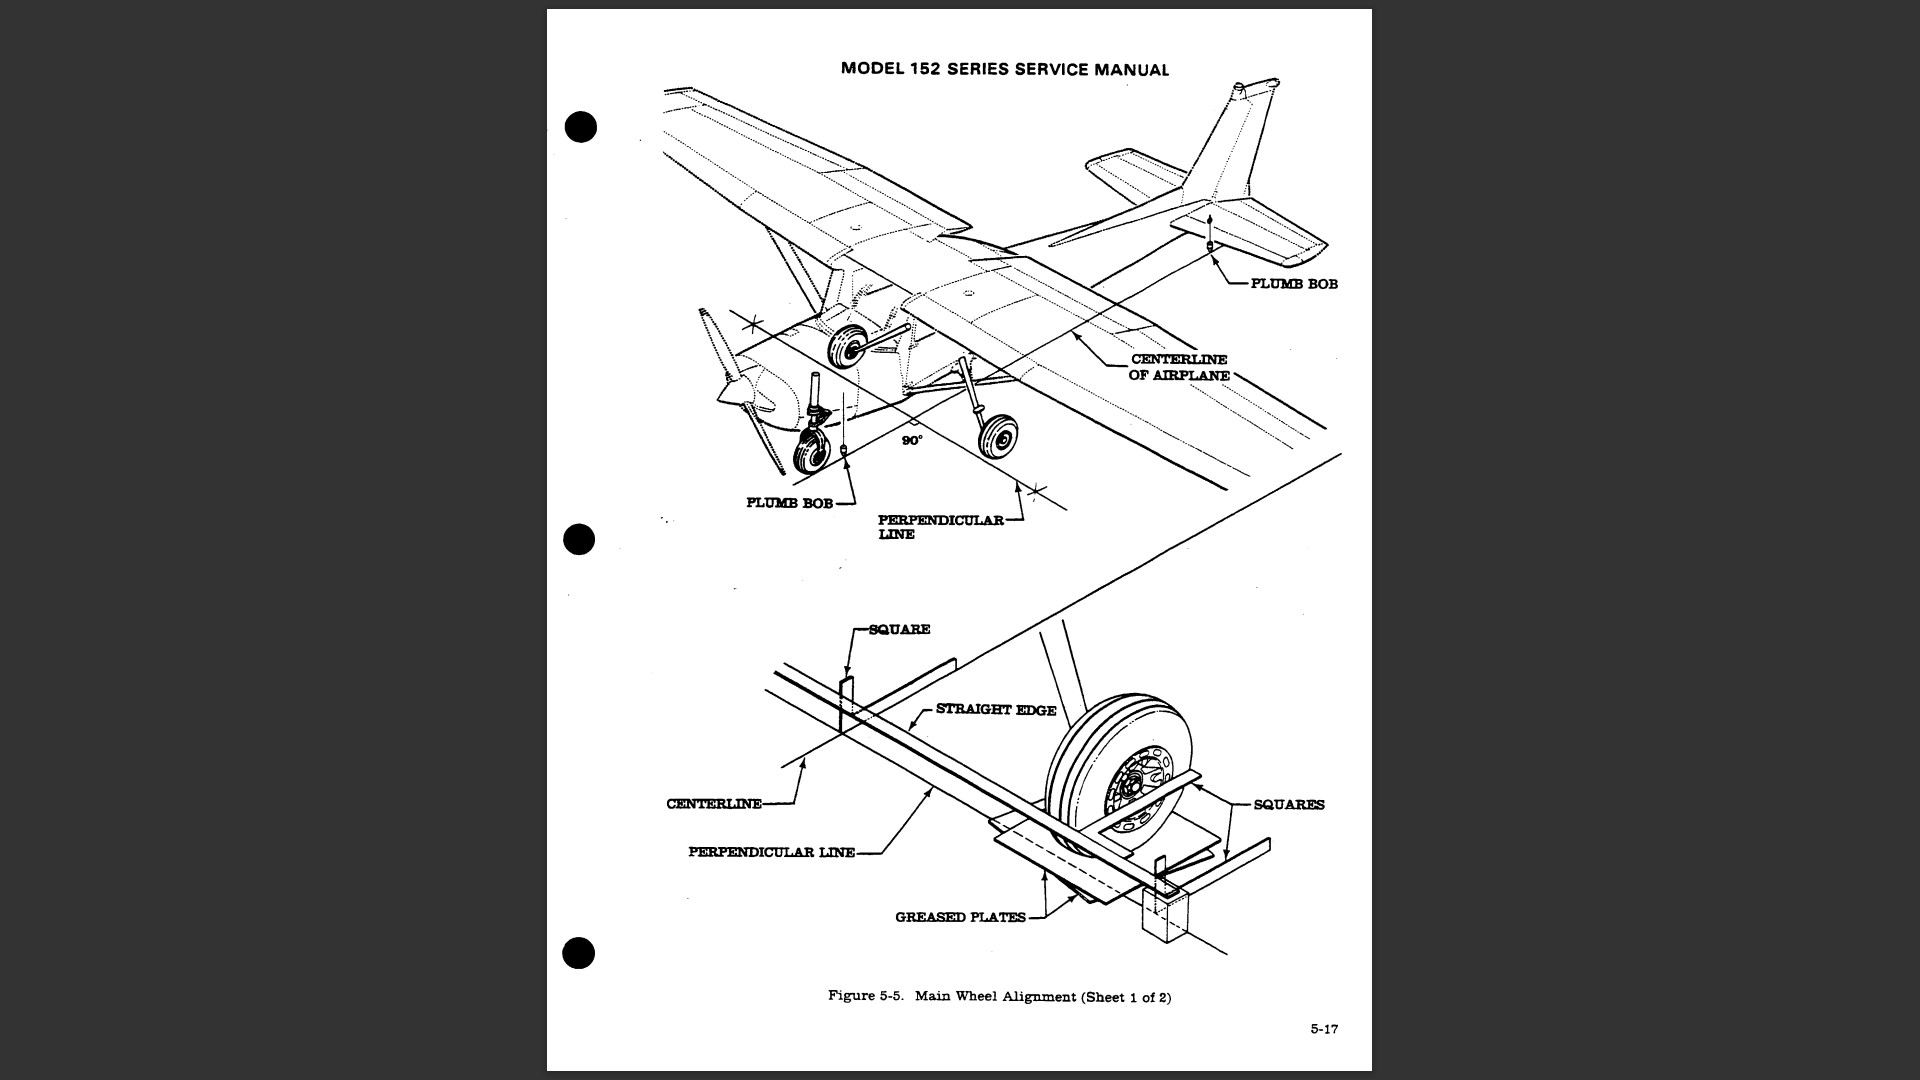 MODEL 152 SERIES SERVICE MANUAL
PLUMB BOB
CENTERLINE
OF AIRPLANE
90°
PLUMB BOB
PERPENDICULAR
LINE
SQUARE
STRAIGHT EDGE
CENTERLINE
SQUARES
PERPENDICULAR LINE
GREASED PLATES
Figure 5-5. Main Wheel Alignment (Sheet 1 of 2)
5-17